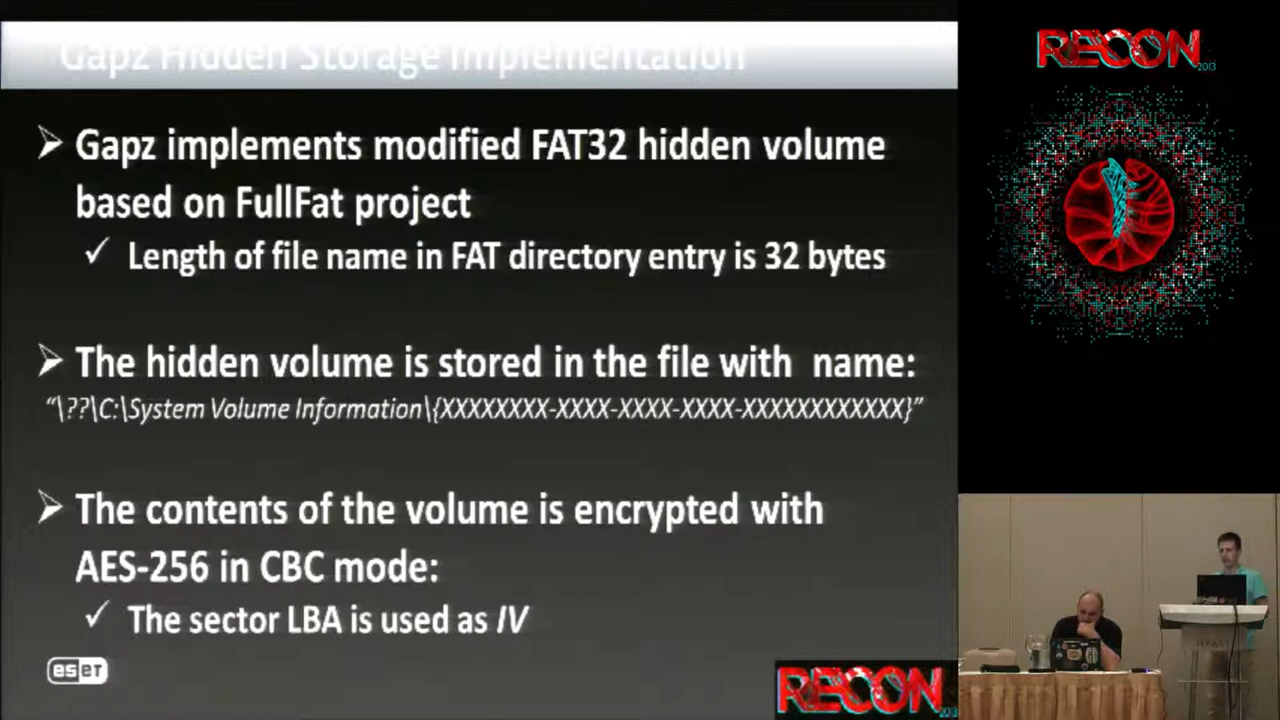 Gapz Hidden Storage Implementation
RECON
2013
➢ Gapz implements modified FAT32 hidden volume
based on FullFat project
✓ Length of file name in FAT directory entry is 32 bytes
➢ The hidden volume is stored in the file with name:
“\??\C:\System Volume Information\{XXXXXXXX-XXXX-XXXX-XXXX-XXXXXXXXXXXX}”
➢ The contents of the volume is encrypted with
AES-256 in CBC mode:
✓ The sector LBA is used as IV
eseT
RECON
2013
HYATT